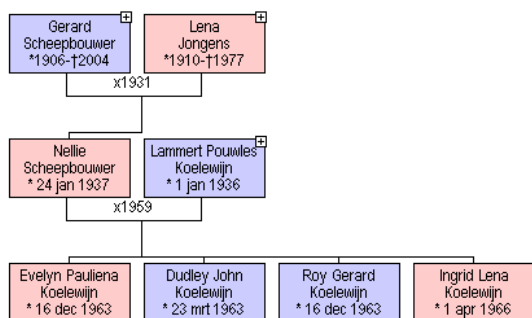 Gerard
Scheepbouwer
*1906-†2004
Lena
Jongens
*1910-†1977
x1931
Nellie
Scheepbouwer
* 24 jan 1937
Lammert Pouwles
Koelewijn
* 1 jan 1936
x1959
Evelyn Pauliena
Koelewijn
* 16 dec 1963
Dudley John
Koelewijn
* 23 mrt 1963
Roy Gerard
Koelewijn
* 16 dec 1963
Ingrid Lena
Koelewijn
* 1 apr 1966